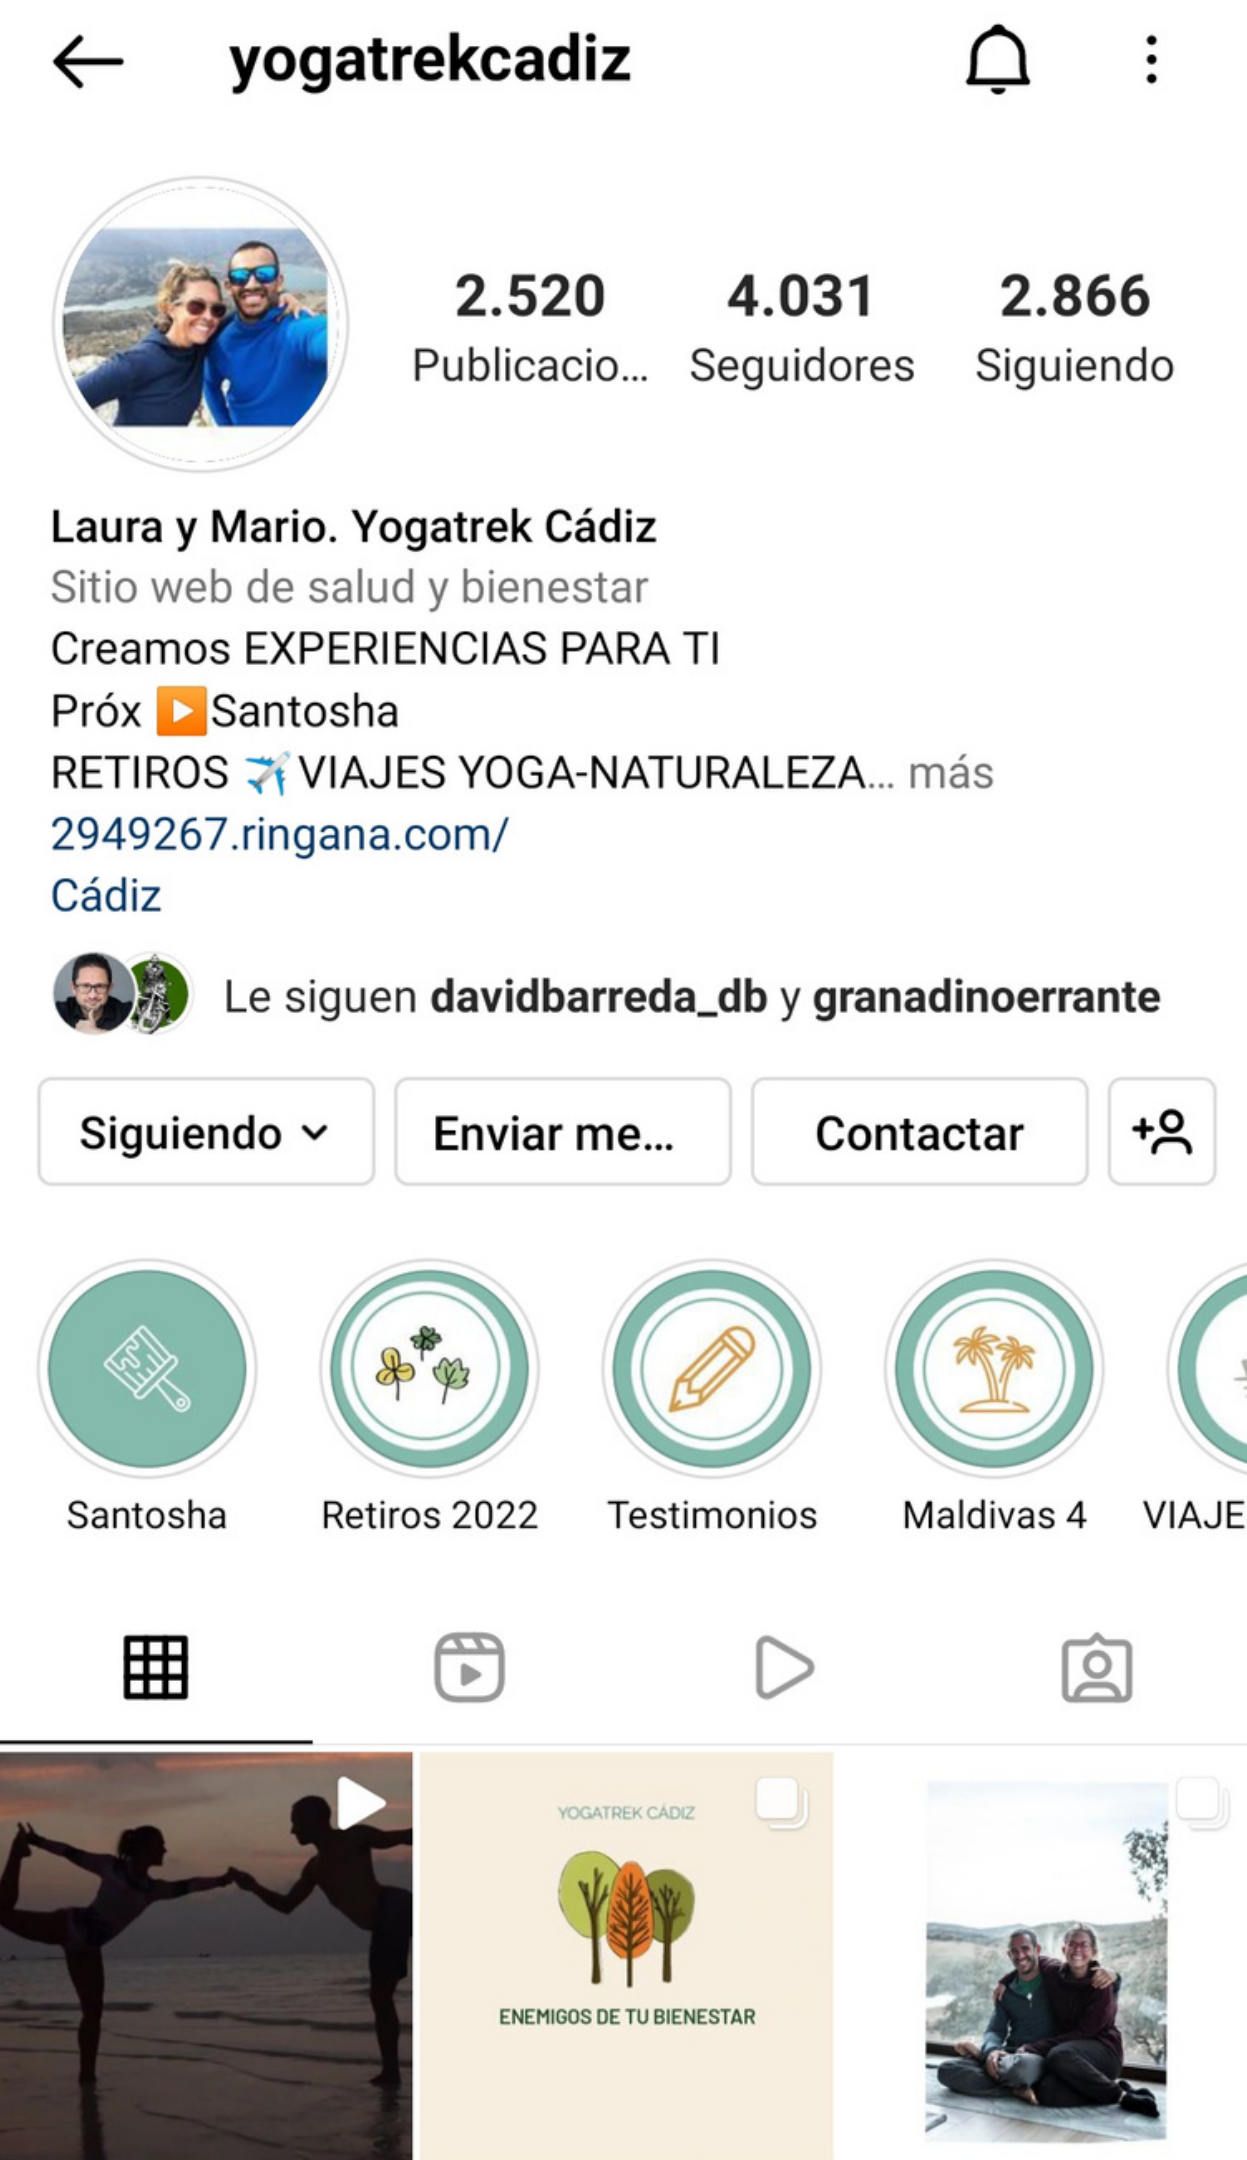 yogatrekcadiz
2.520 4.031 2.866
Publicacio... Seguidores Siguiendo
Laura y Mario. Yogatrek Cádiz
Sitio web de salud y bienestar
Creamos EXPERIENCIAS PARA TI
Próx ▶️Santosha
RETIROS ✈️VIAJES YOGA-NATURALEZA... más
2949267.ringana.com/
Cádiz
Le siguen davidbarreda_db y granadinoerrante
Siguiendo Enviar me... Contactar
Santosha Retiros 2022 Testimonios Maldivas 4 VIAJE
YOGATREK CÁDIZ
ENEMIGOS DE TU BIENESTAR